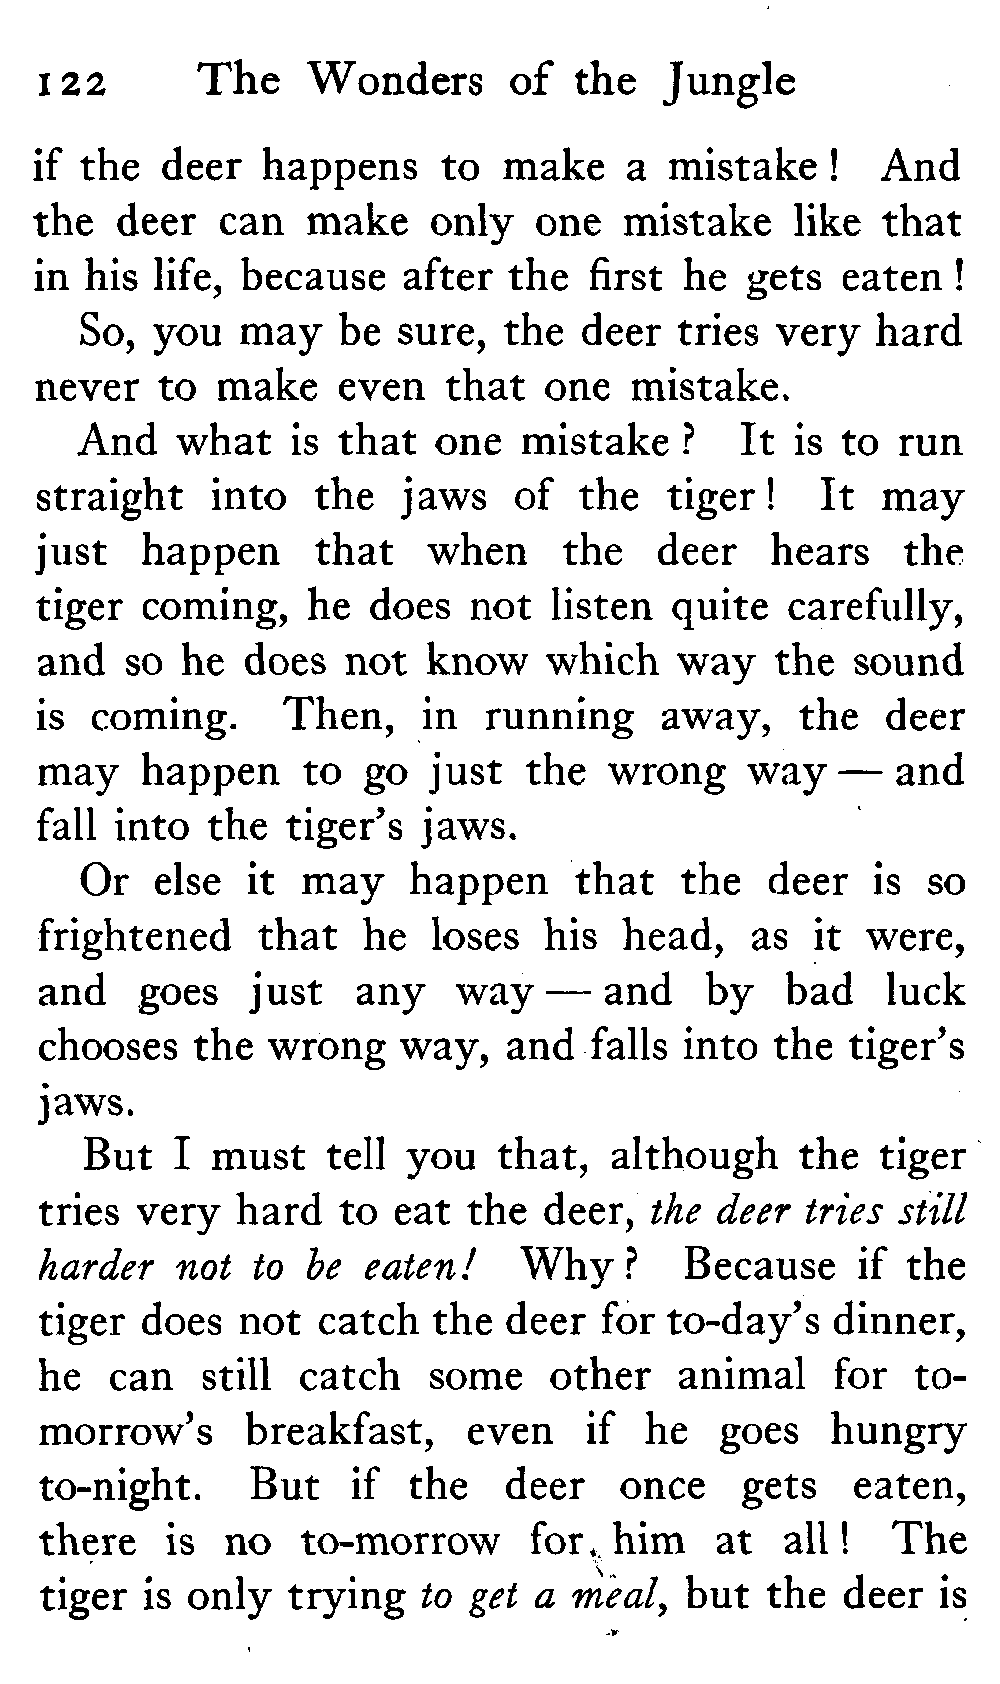 122 The Wonders of the Jungle
if the deer happens to make a mistake! And
the deer can make only one mistake like that
in his life, because after the first he gets eaten!
So, you may be sure, the deer tries very hard
never to make even that one mistake.
And what is that one mistake? It is to run
straight into the jaws of the tiger! It may
just happen that when the deer hears the
tiger coming, he does not listen quite carefully,
and so he does not know which way the sound
is coming. Then, in running away, the deer
may happen to go just the wrong way — and
fall into the tiger's jaws.
Or else it may happen that the deer is so
frightened that he loses his head, as it were,
and goes just any way — and by bad luck
chooses the wrong way, and falls into the tiger's
jaws.
But I must tell you that, although the tiger
tries very hard to eat the deer, the deer tries still
harder not to be eaten! Why? Because if the
tiger does not catch the deer for to-day's dinner,
he can still catch some other animal for to-
morrow's breakfast, even if he goes hungry
to-night. But if the deer once gets eaten,
there is no to-morrow for him at all! The
tiger is only trying to get a meal, but the deer is